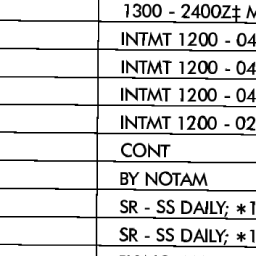 1300 - 2400Z‡ M
INTMT 1200 - 04
INTMT 1200 - 04
INTMT 1200 - 04
INTMT 1200 - 02
CONT
BY NOTAM
SR - SS DAILY; *1
SR - SS DAILY; *1